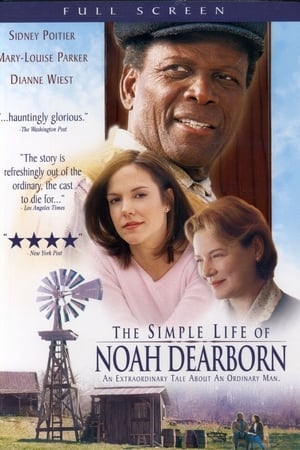 FULL SCREEN
SIDNEY POITIER
MARY-LOUISE PARKER
DIANNE WIEST
"...hauntingly glorious."
-The Washington Post
"The story is
refreshingly out of the
ordinary, the cast
to die for."
- Los Angeles Times
★★★★
-New York Post
THE SIMPLE LIFE OF
NOAH DEARBORN
AN EXTRAORDINARY TALE ABOUT AN ORDINARY MAN.